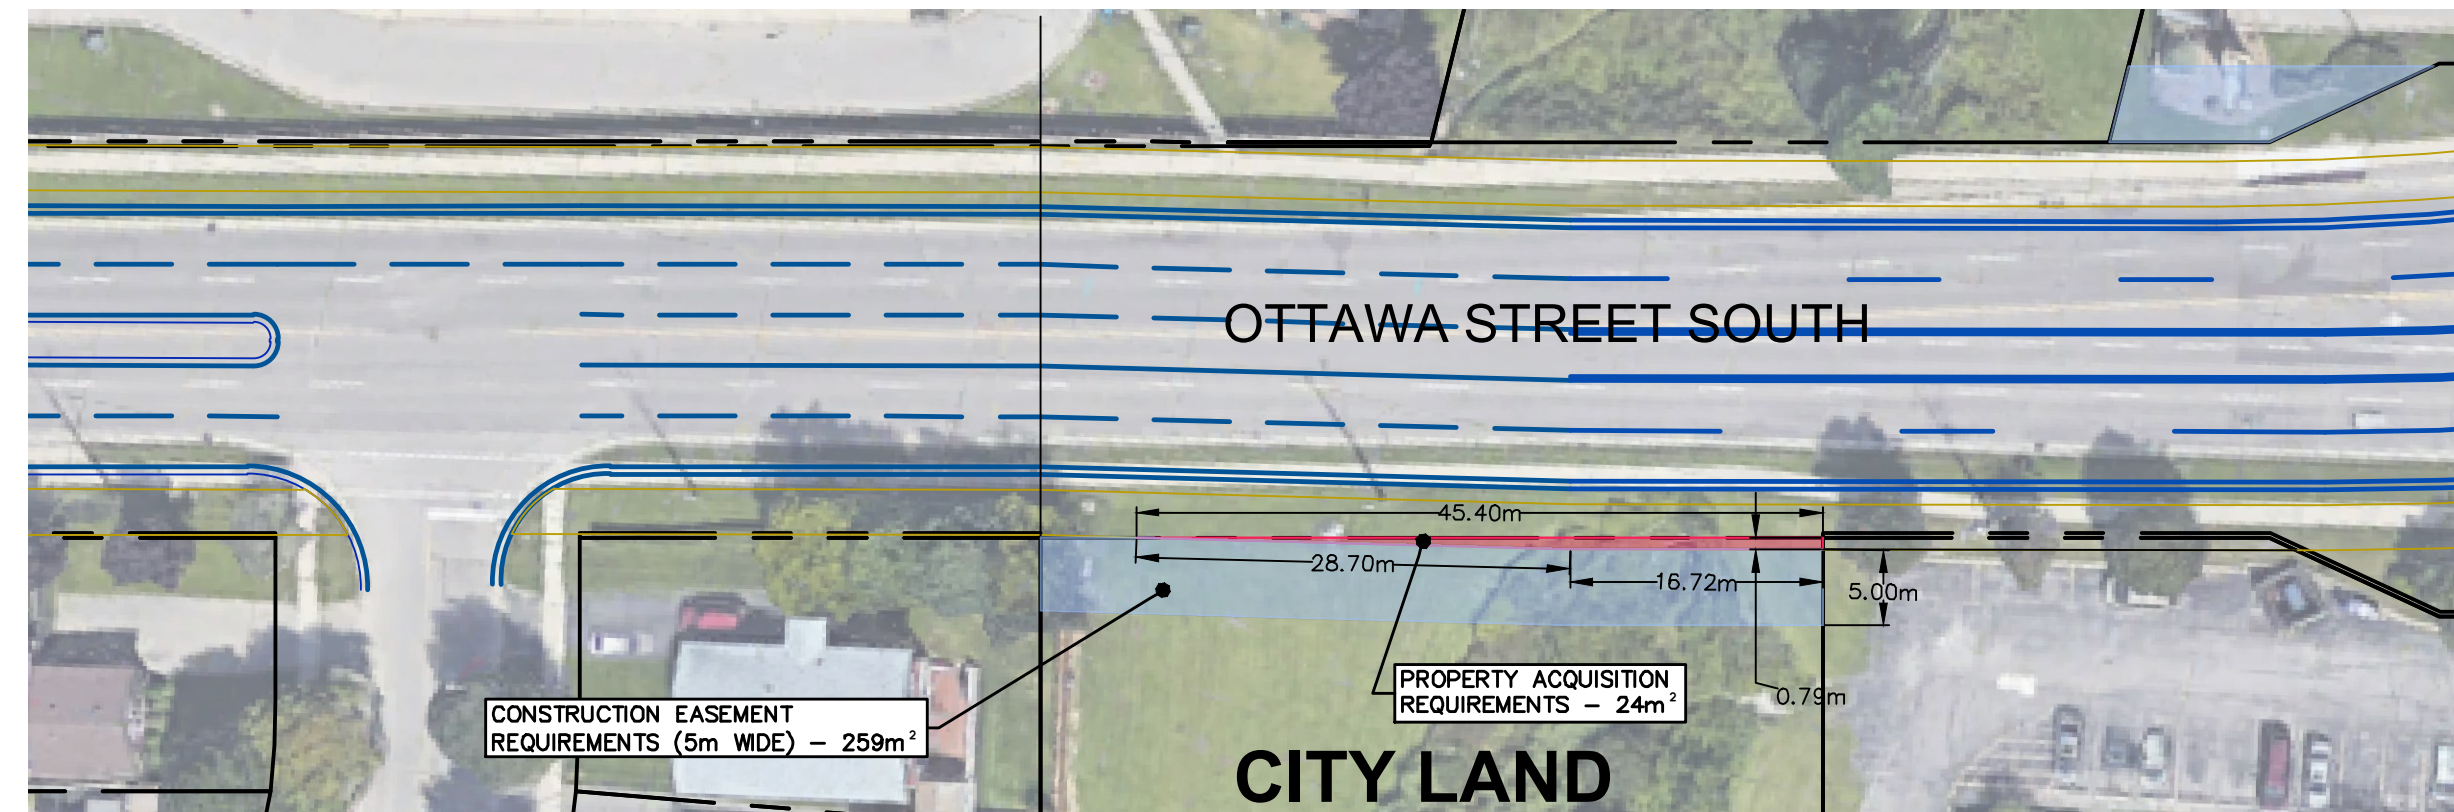 OTTAWA STREET SOUTH
45.40m
28.70m
16.72m
5.00m
0.79m
PROPERTY ACQUISITION
REQUIREMENTS – 24m²
CONSTRUCTION EASEMENT
REQUIREMENTS (5m WIDE) – 259m²
CITY LAND